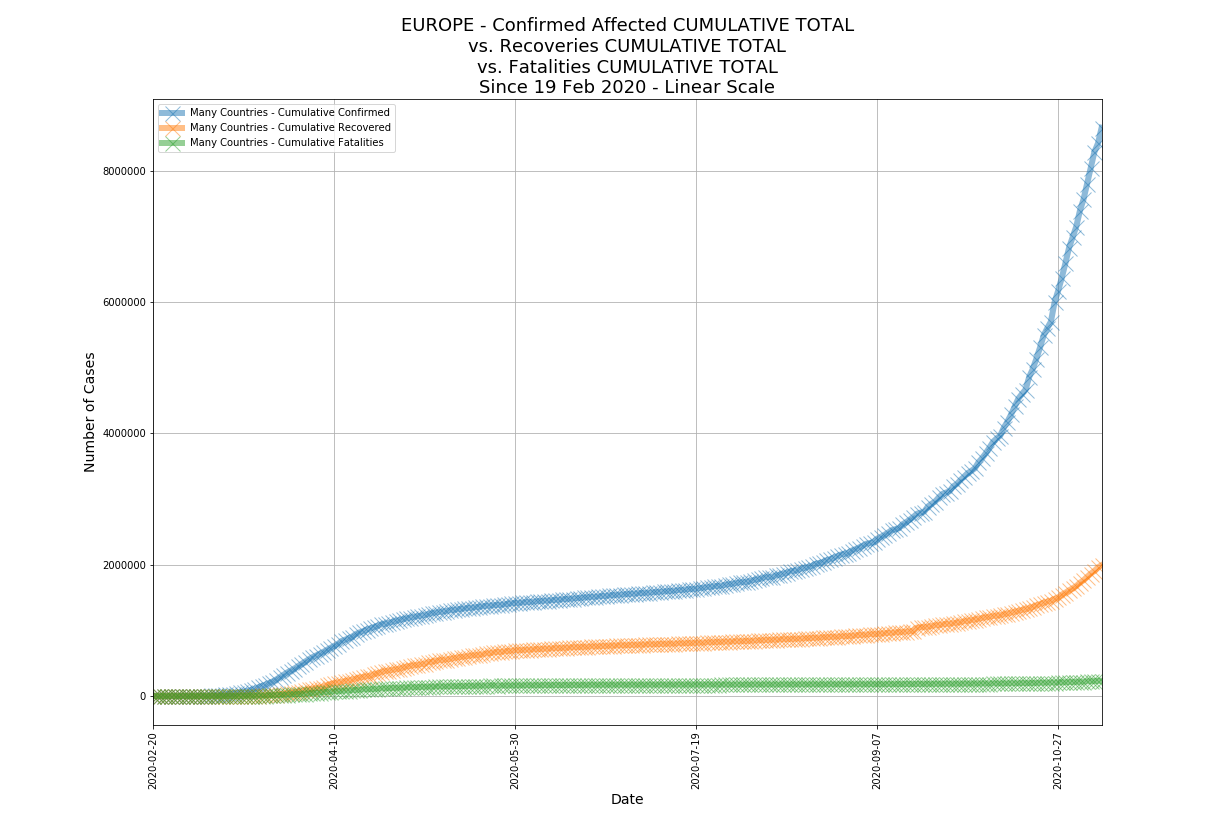 EUROPE - Confirmed Affected CUMULATIVE TOTAL
vs. Recoveries CUMULATIVE TOTAL
vs. Fatalities CUMULATIVE TOTAL
Since 19 Feb 2020 - Linear Scale
Many Countries - Cumulative Confirmed
Many Countries - Cumulative Recovered
Many Countries - Cumulative Fatalities
Number of Cases
8000000
6000000
4000000
2000000
0
2020-02-20
2020-04-10
2020-05-30
2020-07-19
2020-09-07
2020-10-27
Date